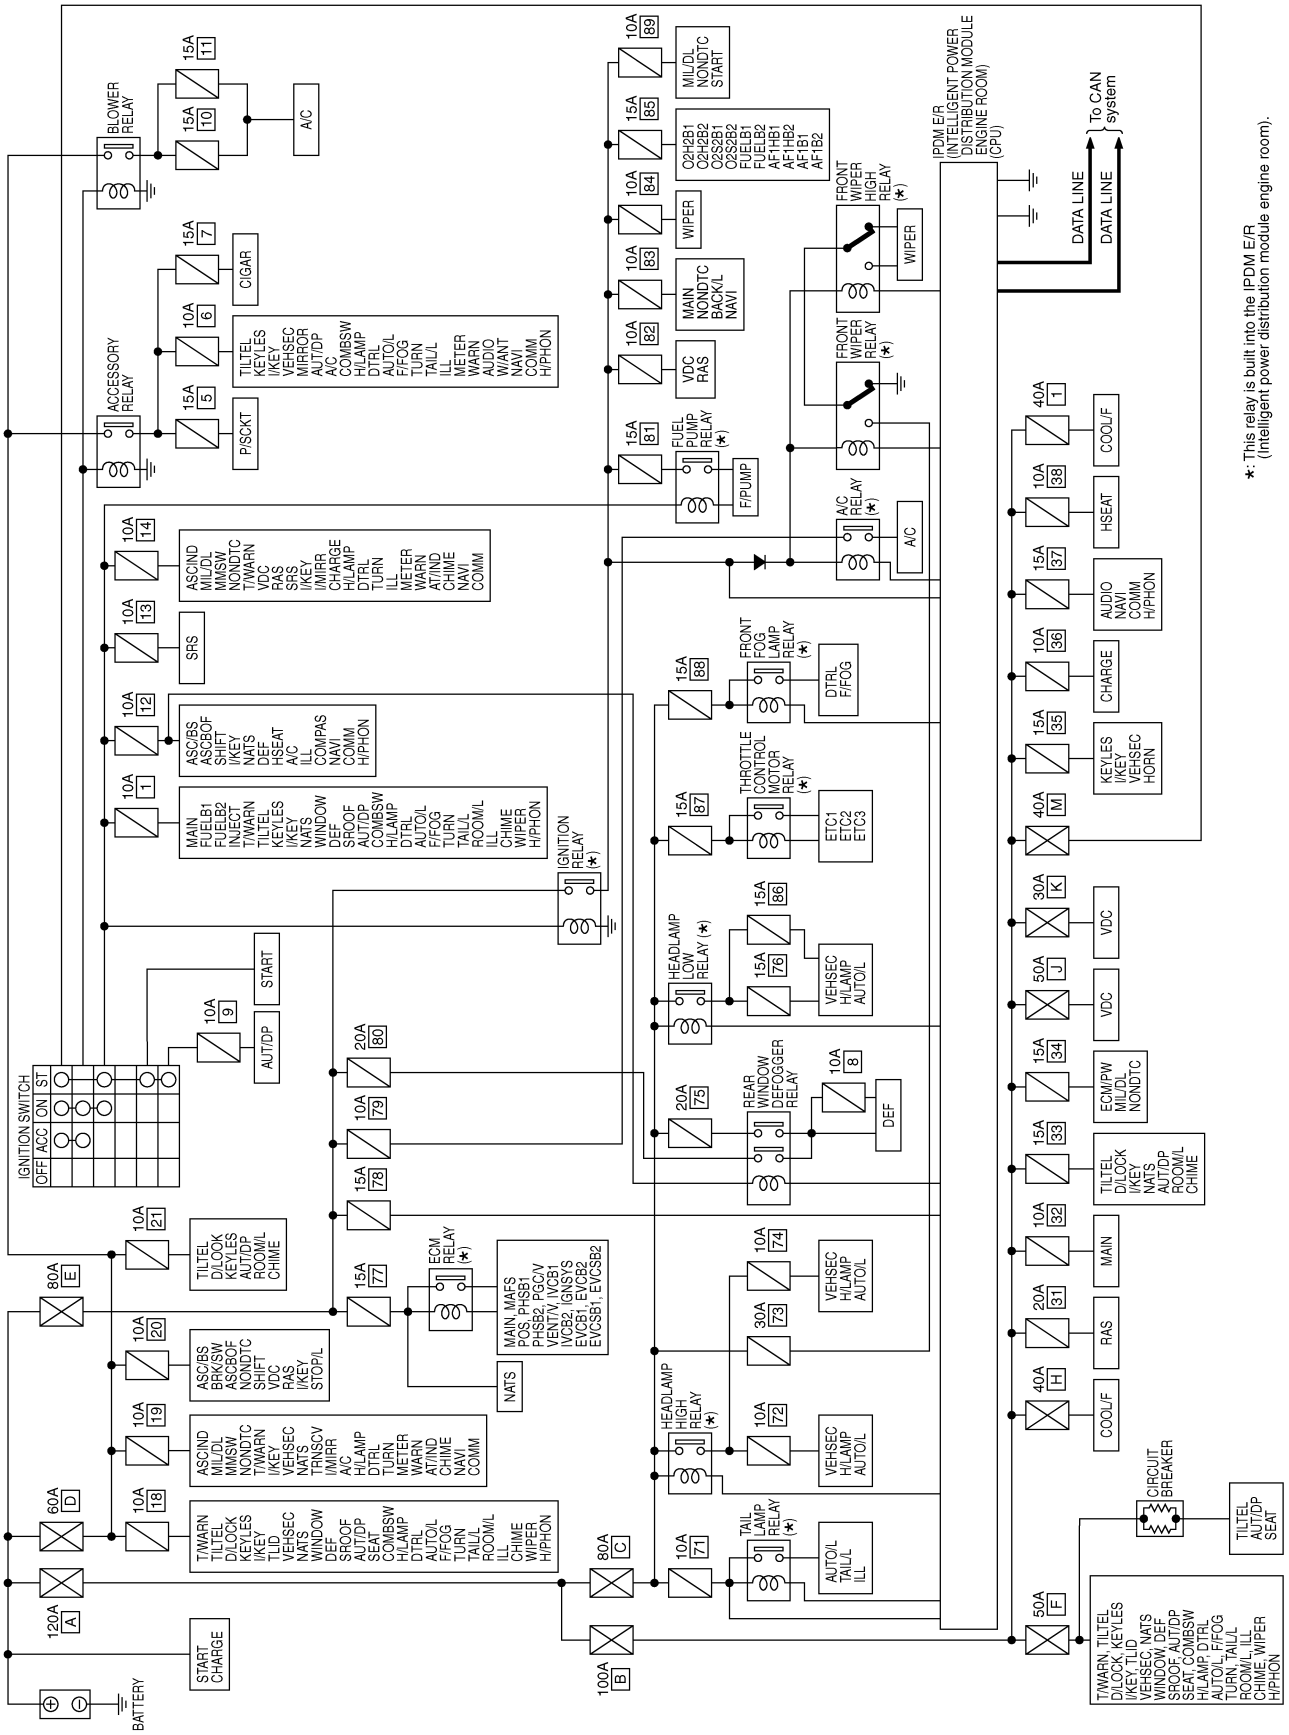 BATTERY
START
CHARGE
120A
A
60A
D
10A
18
T/WARN
TILTEL
D/LOCK
KEYLES
I/KEY
TLID
VEHSEC
NATS
WINDOW
DEF
SROOF
AUT/DP
SEAT
COMBSW
H/LAMP
DTRL
AUTO/L
F/FOG
TURN
TAIL/L
ROOM/L
ILL
CHIME
WIPER
H/PHON
10A
19
ASCIND
MIL/DL
MMSW
NONDTC
T/WARN
I/KEY
VEHSEC
NATS
TRNSCV
I/MIRR
A/C
H/LAMP
DTRL
TURN
METER
WARN
AT/IND
CHIME
NAVI
COMM
10A
20
ASC/BS
BRK/SW
ASCBOF
NONDTC
SHIFT
VDC
RAS
I/KEY
STOP/L
80A
E
10A
21
TILTEL
D/LOOK
KEYLES
AUT/DP
ROOM/L
CHIME
IGNITION SWITCH
OFF ACC ON ST
10A
9
AUT/DP
START
10A
1
MAIN
FUELB1
FUELB2
INJECT
T/WARN
TILTEL
KEYLES
I/KEY
NATS
WINDOW
DEF
SROOF
AUT/DP
COMBSW
H/LAMP
DTRL
AUTO/L
F/FOG
TURN
TAIL/L
ROOM/L
ILL
CHIME
WIPER
H/PHON
10A
12
ASC/BS
ASCBOF
SHIFT
I/KEY
NATS
DEF
HSEAT
A/C
ILL
COMPAS
NAVI
COMM
H/PHON
10A
13
SRS
10A
14
ASCIND
MIL/DL
MMSW
NONDTC
T/WARN
VDC
RAS
SRS
I/KEY
I/MIRR
CHARGE
H/LAMP
DTRL
TURN
ILL
METER
WARN
AT/IND
CHIME
NAVI
COMM
ACCESSORY
RELAY
15A
5
P/SCKT
10A
6
TILTEL
KEYLES
I/KEY
VEHSEC
MIRROR
AUT/DP
A/C
COMBSW
H/LAMP
DTRL
AUTO/L
F/FOG
TURN
TAIL/L
ILL
METER
WARN
AUDIO
W/ANT
NAVI
COMM
H/PHON
15A
7
CIGAR
BLOWER
RELAY
15A
10
15A
11
A/C
15A
77
ECM
RELAY
(*)
NATS
MAIN, MAFS
POS, PHSB1
PHSB2, PGC/V
VENT/V, IVCB1
IVCB2, IGNSYS
EVCB1, EVCB2
EVCSB1, EVCSB2
15A
78
10A
79
20A
80
IGNITION
RELAY
(*)
15A
81
FUEL
PUMP
RELAY
(*)
F/PUMP
10A
82
VDC
RAS
10A
83
MAIN
NONDTC
BACK/L
NAVI
10A
84
WIPER
15A
85
O2H2B1
O2H2B2
O2S2B1
O2S2B2
FUELB1
FUELB2
AF1HB1
AF1HB2
AF1B1
AF1B2
10A
89
MIL/DL
NONDTC
START
100A
B
80A
C
10A
71
TAIL
LAMP
RELAY
(*)
AUTO/L
TAIL/L
ILL
HEADLAMP
HIGH
RELAY
(*)
10A
72
VEHSEC
H/LAMP
AUTO/L
30A
73
10A
74
VEHSEC
H/LAMP
AUTO/L
20A
75
REAR
WINDOW
DEFOGGER
RELAY
10A
8
DEF
HEADLAMP
LOW
RELAY (*)
15A
76
15A
86
VEHSEC
H/LAMP
AUTO/L
15A
87
THROTTLE
CONTROL
MOTOR
RELAY
(*)
ETC1
ETC2
ETC3
15A
88
FRONT
FOG
LAMP
RELAY
(*)
DTRL
F/FOG
A/C
RELAY
(*)
A/C
FRONT
WIPER
RELAY
(*)
FRONT
WIPER
HIGH
RELAY
(*)
WIPER
IPDM E/R
(INTELLIGENT POWER
DISTRIBUTION MODULE
ENGINE ROOM)
(CPU)
DATA LINE
DATA LINE
To CAN
system
50A
F
T/WARN, TILTEL
D/LOCK, KEYLES
I/KEY, TLID
VEHSEC, NATS
WINDOW, DEF
SROOF, AUT/DP
SEAT, COMBSW
H/LAMP, DTRL
AUTO/L, F/FOG
TURN, TAIL/L
ROOM/L, ILL
CHIME, WIPER
H/PHON
CIRCUIT
BREAKER
TILTEL
AUT/DP
SEAT
40A
H
COOL/F
20A
31
RAS
10A
32
MAIN
15A
33
TILTEL
D/LOCK
I/KEY
NATS
AUT/DP
ROOM/L
CHIME
15A
34
ECM/PW
MIL/DL
NONDTC
50A
J
VDC
30A
K
VDC
40A
M
15A
35
KEYLES
I/KEY
VEHSEC
HORN
10A
36
CHARGE
15A
37
AUDIO
NAVI
COMM
H/PHON
10A
38
HSEAT
40A
1
COOL/F
*: This relay is built into the IPDM E/R
(Intelligent power distribution module engine room).